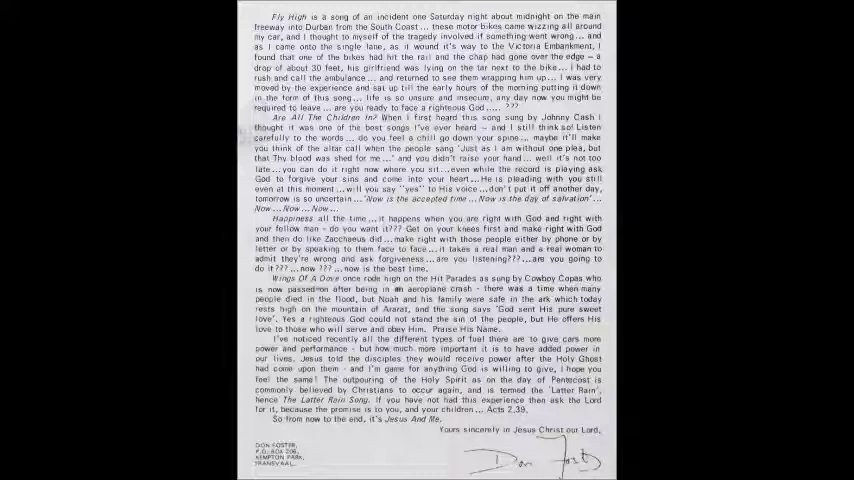 Fly High is a song of an incident one Saturday night about midnight on the main
freeway into Durban from the South Coast... these motor bikes came wizzing all around
my car, and I thought to myself of the tragedy involved if something went wrong... and
as I came onto the single lane, as it wound it's way to the Victoria Embankment, I
found that one of the bikes had hit the rail and the chap had gone over the edge – a
drop of about 30 feet, his girlfriend was lying on the tar next to the bike... I had to
rush and call the ambulance... and returned to see them wrapping him up... I was very
moved by the experience and sat up till the early hours of the morning putting it down
in the form of this song... life is so unsure and insecure, any day now you might be
required to leave... are you ready to face a righteous God..... ???
Are All The Children In? When I first heard this song sung by Johnny Cash I
thought it was one of the best songs I've ever heard – and I still think so! Listen
carefully to the words... do you feel a chill go down your spine... maybe it'll make
you think of the altar call when the people sang 'Just as I am without one plea, but
that Thy blood was shed for me...' and you didn't raise your hand... well it's not too
late...you can do it right now where you sit...even while the record is playing ask
God to forgive your sins and come into your heart...He is pleading with you still
even at this moment...will you say "yes" to His voice...don't put it off another day,
tomorrow is so uncertain...'Now is the accepted time... Now is the day of salvation'...
Now... Now... Now...
Happiness all the time...it happens when you are right with God and right with
your fellow man - do you want it??? Get on your knees first and make right with God
and then do like Zacchaeus did...make right with those people either by phone or by
letter or by speaking to them face to face...it takes a real man and a real woman to
admit they're wrong and ask forgiveness...are you listening???...are you going to
do it???...now ???...now is the best time.
Wings Of A Dove once rode high on the Hit Parades as sung by Cowboy Copas who
is now passed-on after being in an aeroplane crash - there was a time when many
people died in the flood, but Noah and his family were safe in the ark which today
rests high on the mountain of Ararat, and the song says 'God sent His pure sweet
love'. Yes a righteous God could not stand the sin of the people, but He offers His
love to those who will serve and obey Him. Praise His Name.
I've noticed recently all the different types of fuel there are to give cars more
power and performance - but how much more important it is to have added power in
our lives. Jesus told the disciples they would receive power after the Holy Ghost
had come upon them - and I'm game for anything God is willing to give, I hope you
feel the same! The outpouring of the Holy Spirit as on the day of Pentecost is
commonly believed by Christians to occur again, and is termed the 'Latter Rain',
hence The Latter Rain Song. If you have not had this experience then ask the Lord
for it, because the promise is to you, and your children... Acts 2.39.
So from now to the end, it's Jesus And Me.
Yours sincerely in Jesus Christ our Lord,
DON FOSTER,
P.O. BOX 206,
KEMPTON PARK,
TRANSVAAL.
Don Foster